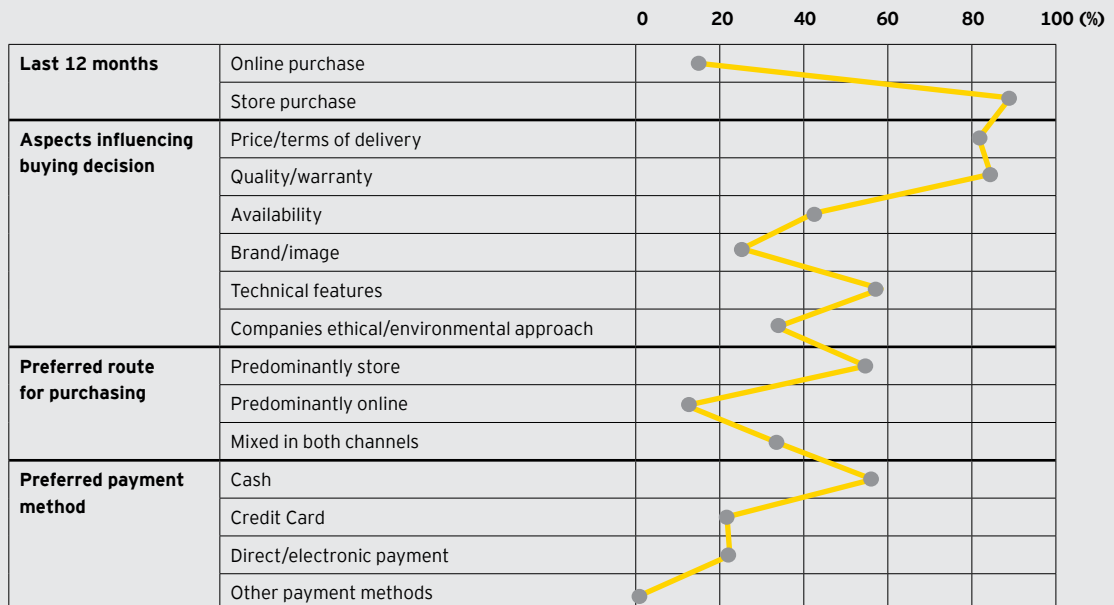 0 20 40 60 80 100 (%)
Last 12 months
Online purchase
Store purchase
Aspects influencing
buying decision
Price/terms of delivery
Quality/warranty
Availability
Brand/image
Technical features
Companies ethical/environmental approach
Preferred route
for purchasing
Predominantly store
Predominantly online
Mixed in both channels
Preferred payment
method
Cash
Credit Card
Direct/electronic payment
Other payment methods